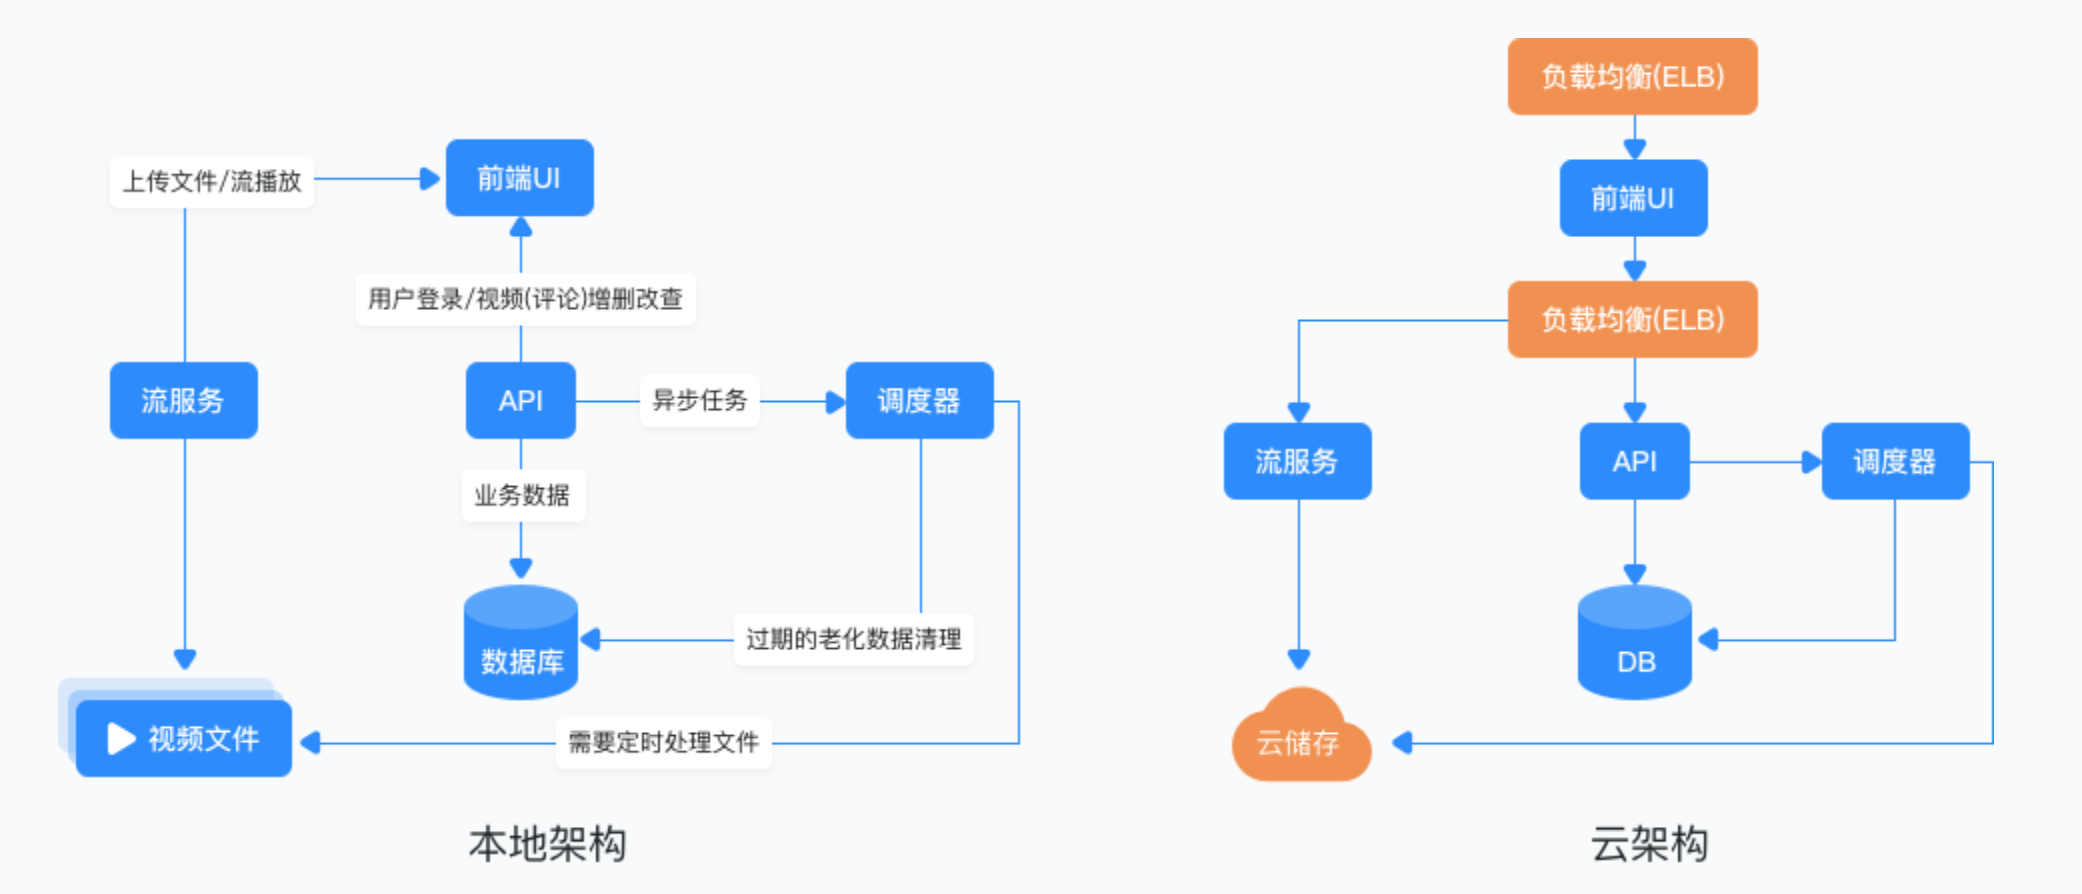 上传文件/流播放
前端UI
用户登录/视频(评论)增删改查
流服务
API
异步任务
调度器
业务数据
数据库
过期的老化数据清理
视频文件
需要定时处理文件
本地架构
负载均衡(ELB)
前端UI
负载均衡(ELB)
流服务
API
调度器
DB
云储存
云架构